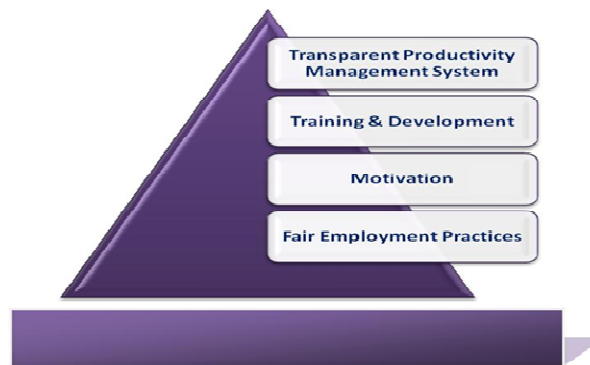 Transparent Productivity
Management System
Training & Development
Motivation
Fair Employment Practices